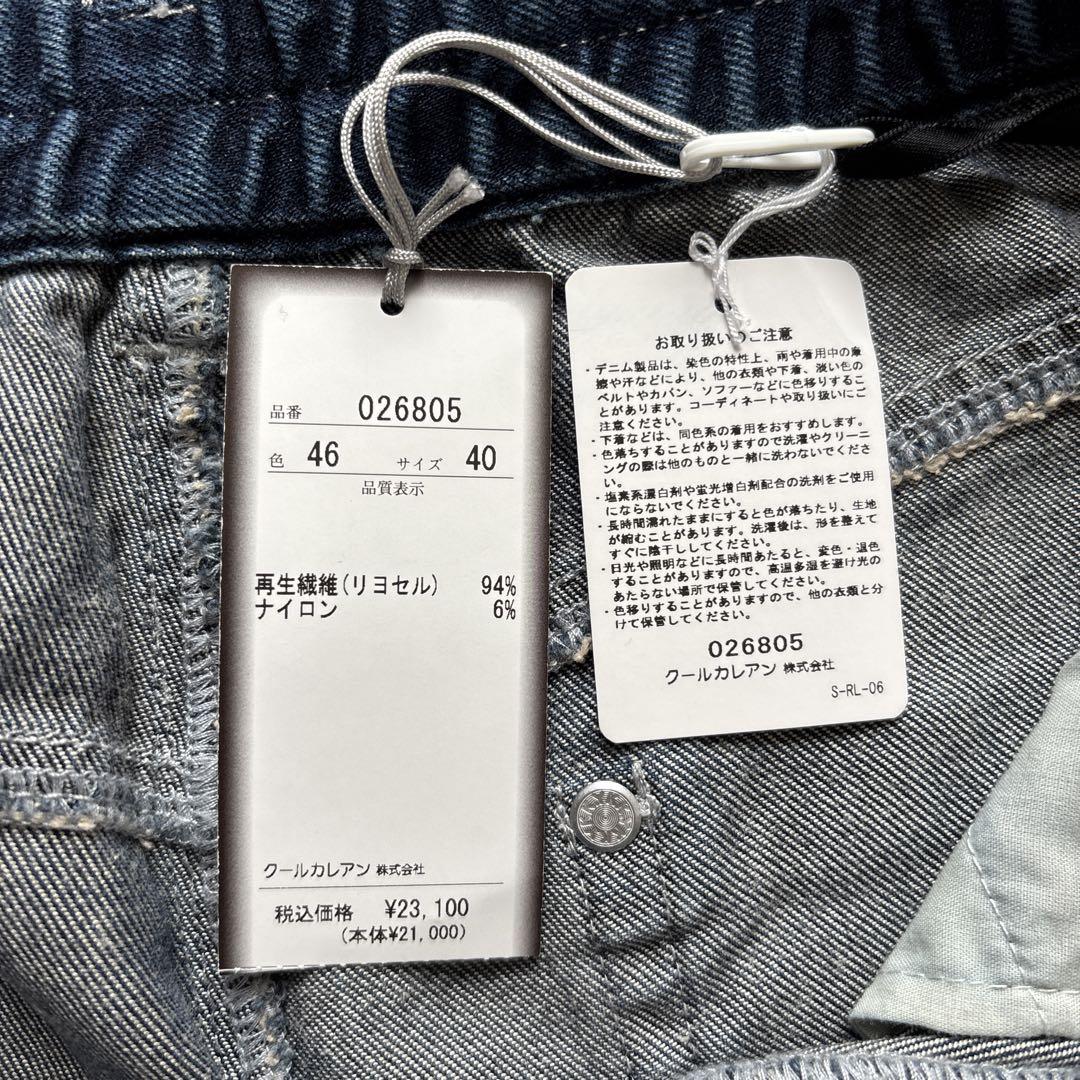 品番 026805
色 46 サイズ 40
品質表示
再生繊維(リヨセル) 94%
ナイロン 6%
クールカレアン 株式会社
税込価格 ¥23,100
(本体¥21,000)
お取り扱いのご注意
・デニム製品は、染色の特性上、雨や着用中の摩
擦や汗などにより、他の衣類や下着、淡い色の
ベルトやカバン、ソファーなどに色移りするこ
とがあります。コーディネートや取り扱いにご
注意ください。
・下着などは、同色系の着用をおすすめします。
・色落ちすることがありますので洗濯やクリーニ
ングの際は他のものと一緒に洗わないでくださ
い。
・塩素系漂白剤や蛍光増白剤配合の洗剤をご使用
にならないでください。
・長時間濡れたままにすると色が落ちたり、生地
が縮むことがあります。洗濯後は、形を整えて
すぐに陰干ししてください。
・日光や照明などに長時間あたると、変色・退色
することがありますので、高温多湿を避け光の
あたらない場所で保管してください。
・色移りすることがありますので、他の衣類と分
けて保管してください。
026805
クールカレアン 株式会社
S-RL-06